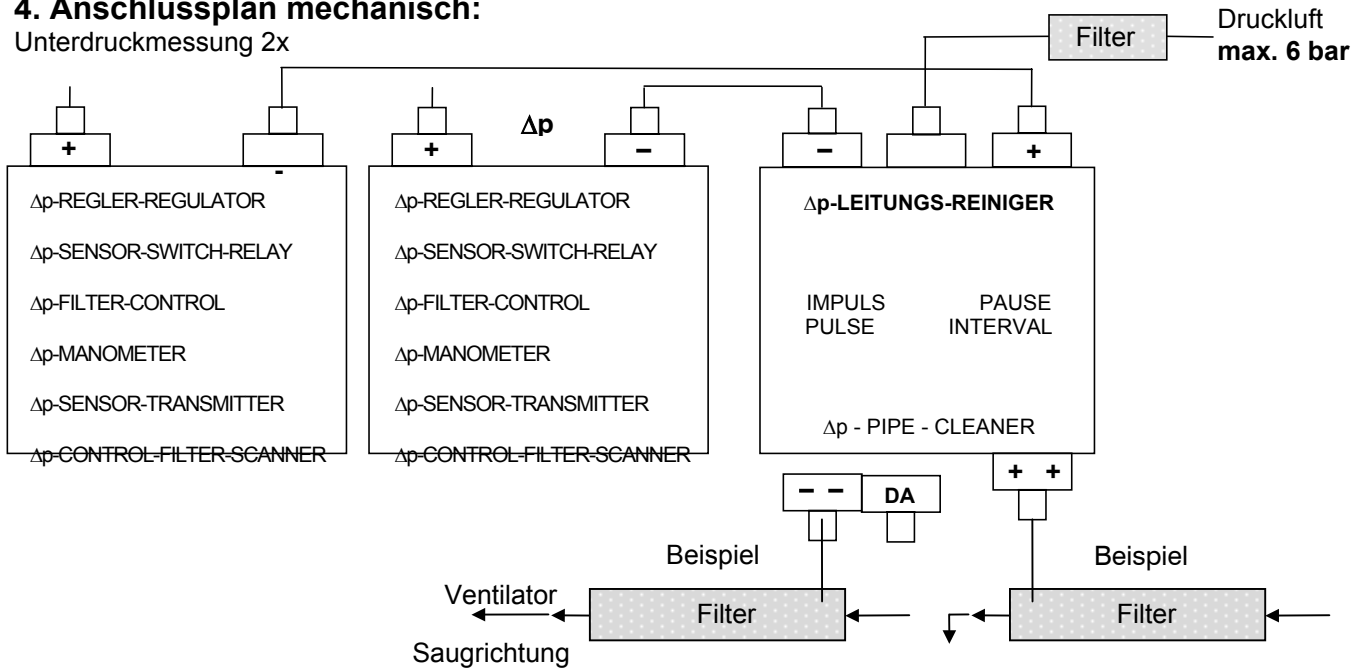 4. Anschlussplan mechanisch:
Unterdruckmessung 2x
Filter
Druckluft
max. 6 bar
+
-
+
Δp
–
–
+
Δp-REGLER-REGULATOR
Δp-SENSOR-SWITCH-RELAY
Δp-FILTER-CONTROL
Δp-MANOMETER
Δp-SENSOR-TRANSMITTER
Δp-CONTROL-FILTER-SCANNER
Δp-REGLER-REGULATOR
Δp-SENSOR-SWITCH-RELAY
Δp-FILTER-CONTROL
Δp-MANOMETER
Δp-SENSOR-TRANSMITTER
Δp-CONTROL-FILTER-SCANNER
Δp-LEITUNGS-REINIGER
IMPULS PAUSE
PULSE INTERVAL
Δp - PIPE - CLEANER
– –
DA
+ +
Beispiel
Beispiel
Ventilator
Filter
Filter
Saugrichtung